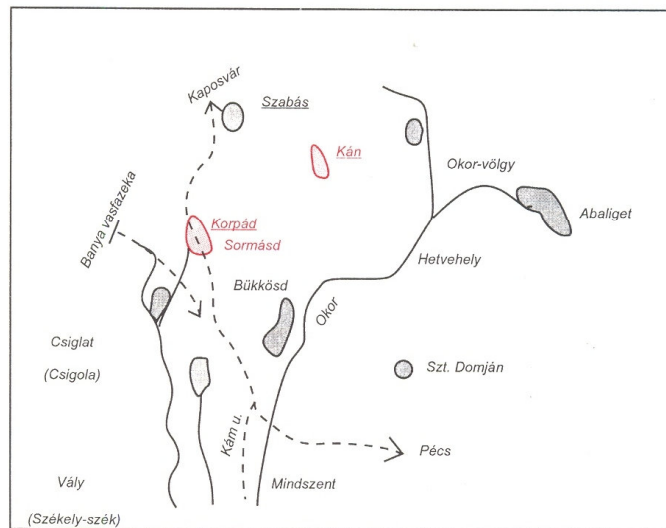 Kaposvár
Szabás
Kán
Okor-völgy
Abaliget
Banya vasfazeka
Korpád
Sormásd
Hetvehely
Bükkösd
Okor
Csiglat
(Csigola)
Szt. Domján
Kám u.
Pécs
Vály
Mindszent
(Székely-szék)